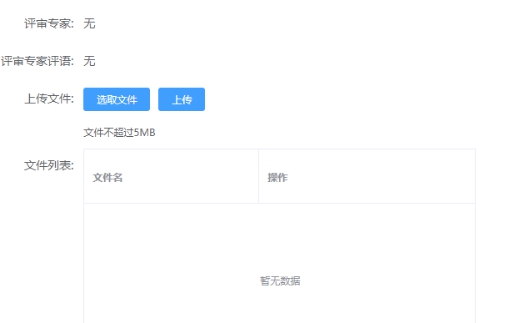 评审专家: 无
评审专家评语: 无
上传文件: 选取文件 上传
文件不超过5MB
文件列表:
文件名 操作
暂无数据